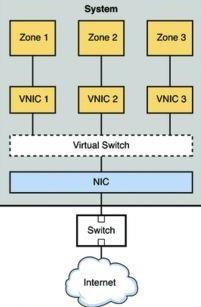 System
Zone 1 Zone 2 Zone 3
VNIC 1 VNIC 2 VNIC 3
Virtual Switch
NIC
Switch
Internet